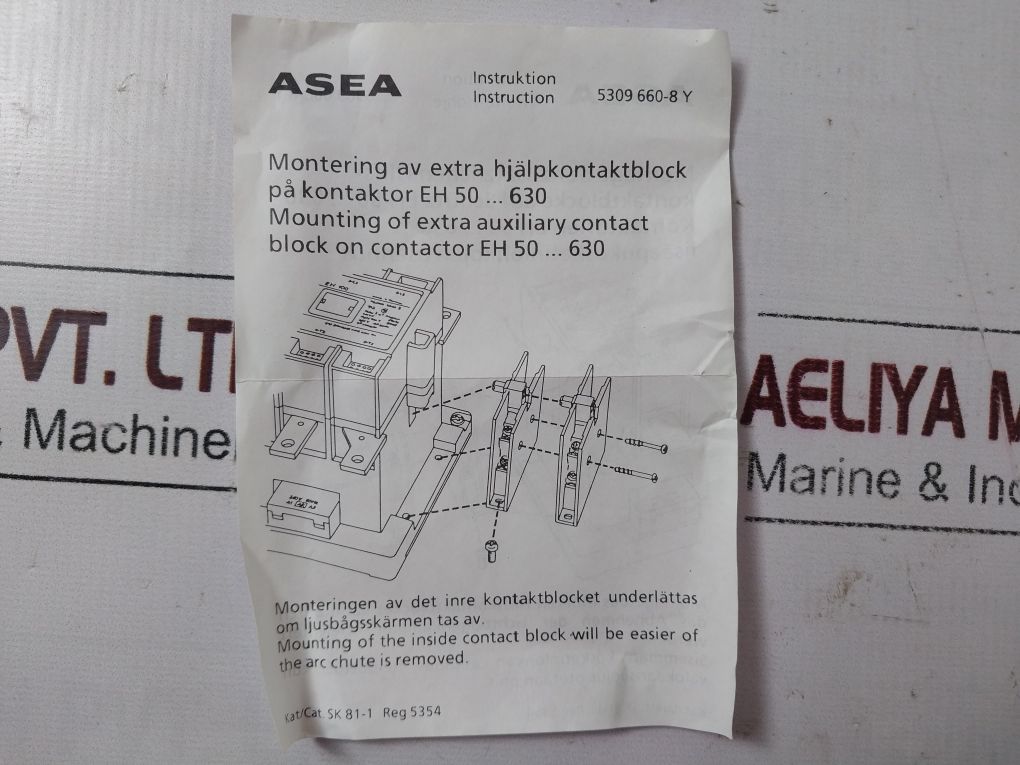 ASEA
Instruktion
Instruction
5309 660-8 Y
Montering av extra hjälpkontaktblock
på kontaktor EH 50 ... 630
Mounting of extra auxiliary contact
block on contactor EH 50 ... 630
EH 100
Monteringen av det inre kontaktblocket underlättas
om ljusbågsskärmen tas av.
Mounting of the inside contact block will be easier of
the arc chute is removed.
Kat/Cat. SK 81-1 Reg 5354
PVT. LT
& Machine
AELIYA M
Marine & Ind